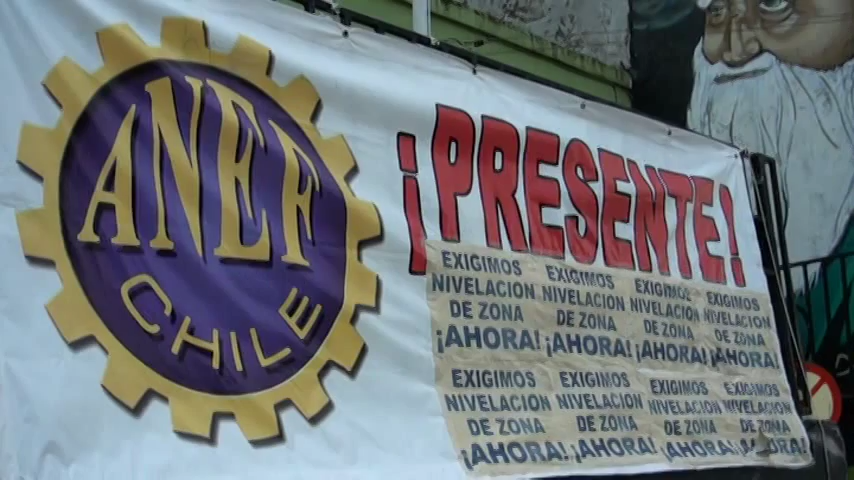 ANEF
CHILE
¡PRESENTE!
EXIGIMOS
NIVELACION
DE ZONA
¡AHORA!
EXIGIMOS
NIVELACION
DE ZONA
¡AHORA!
EXIGIMOS
NIVELACION
DE ZONA
¡AHORA!
EXIGIMOS
NIVELACION
DE ZONA
¡AHORA!
EXIGIMOS
NIVELACION
DE ZONA
¡AHORA!
EXIGIMOS
NIVELACION
DE ZONA
¡AHORA!
EXIGIMOS
NIVELACION
DE ZONA
¡AHORA!
EXIGIMOS
NIVELACION
DE ZONA
¡AHORA!